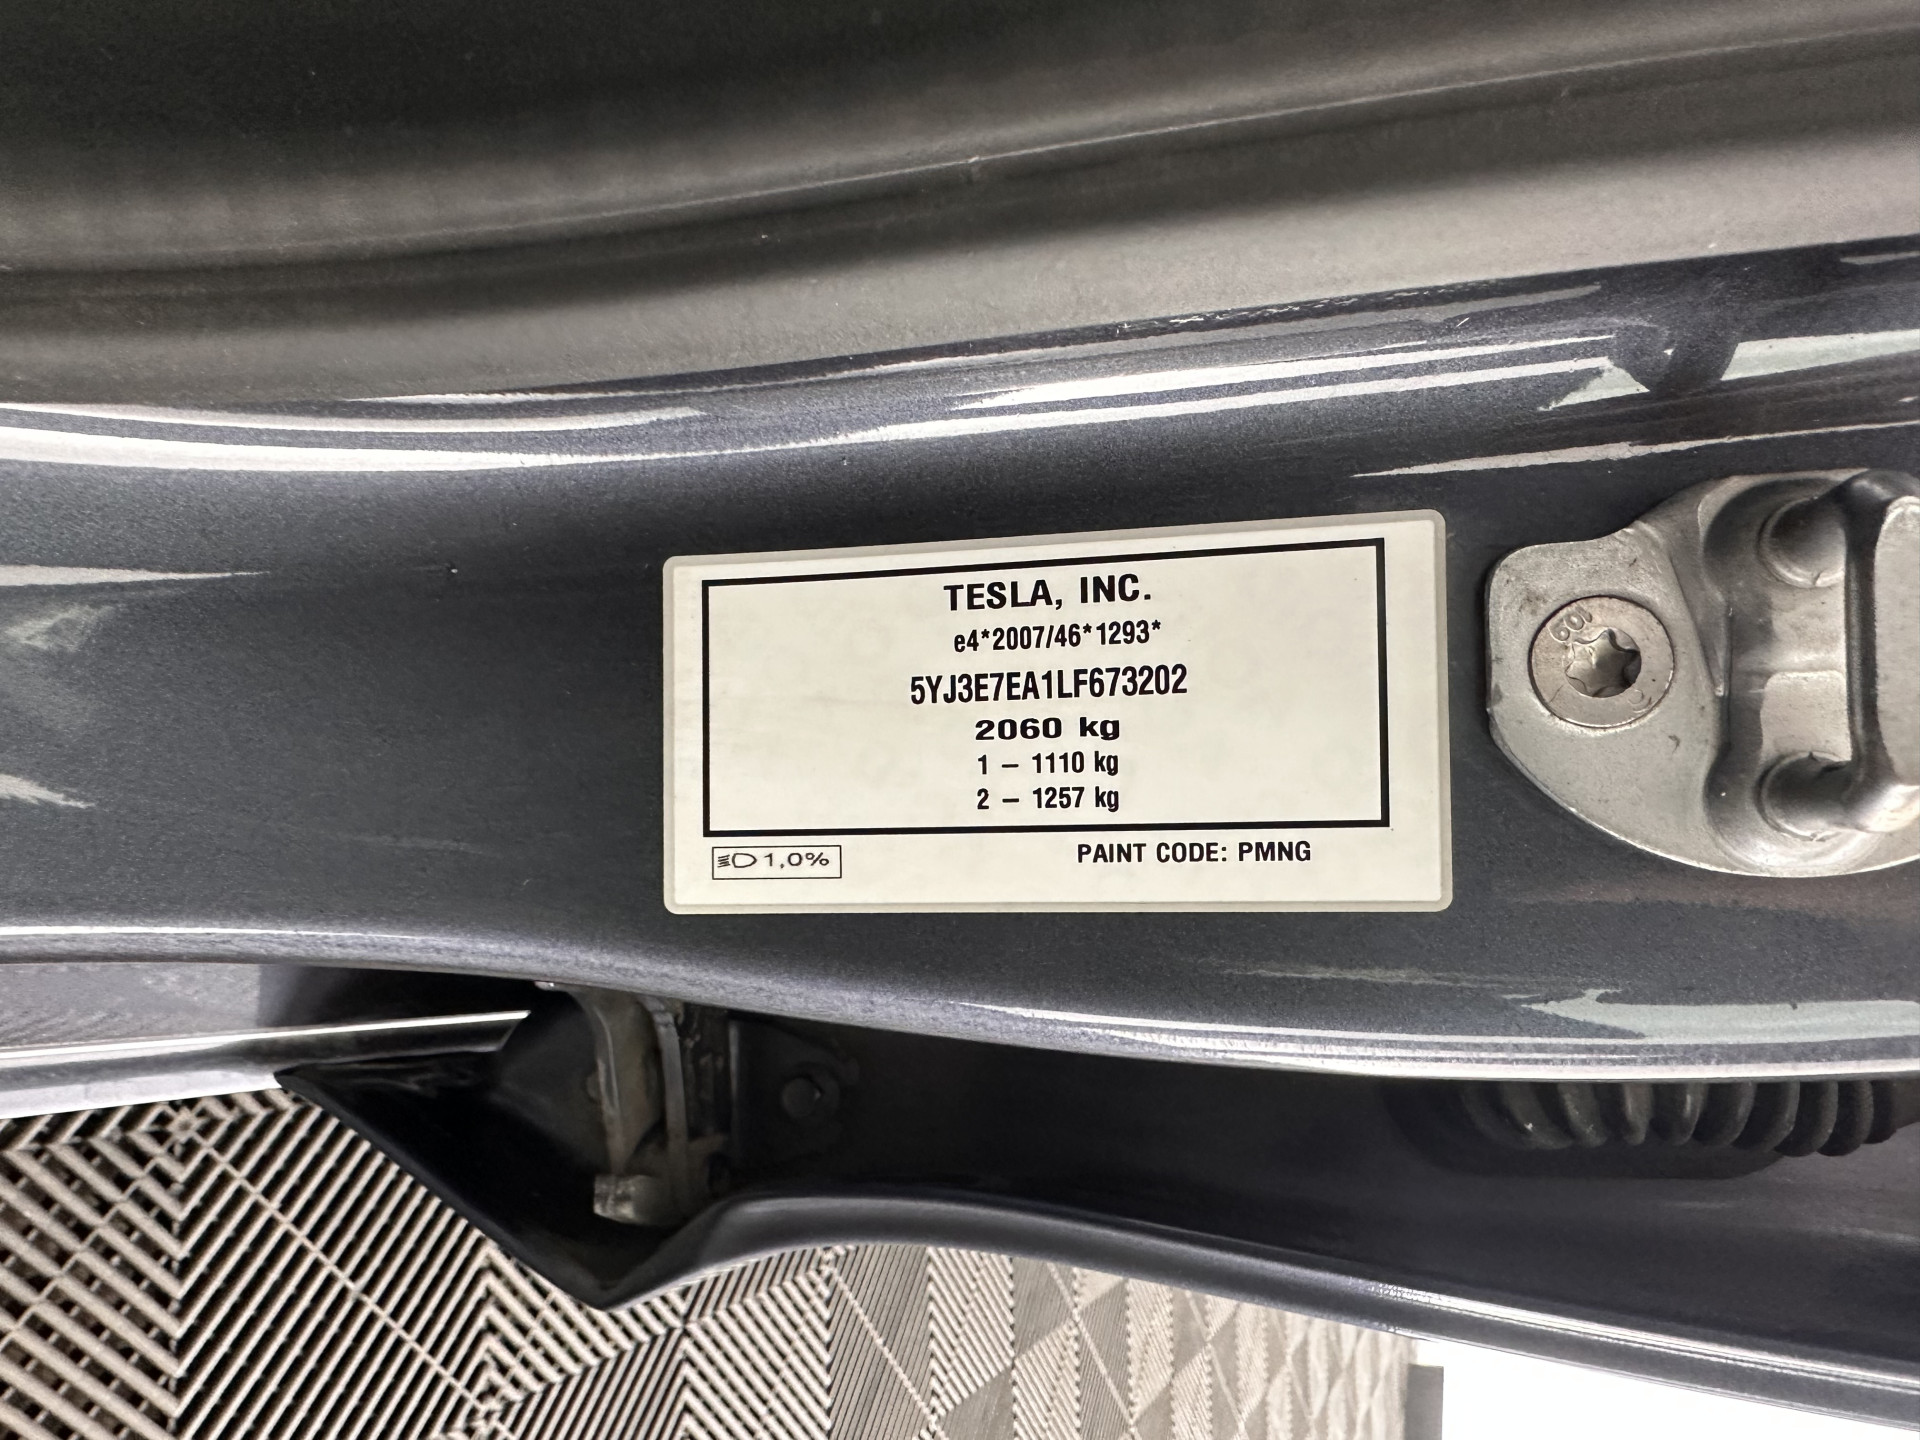 TESLA, INC.
e4*2007/46*1293*
5YJ3E7EA1LF673202
2060 kg
1 – 1110 kg
2 – 1257 kg
1,0%
PAINT CODE: PMNG